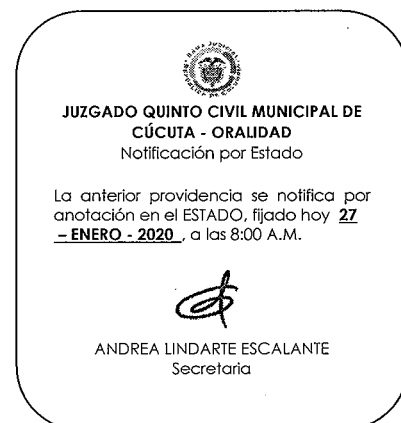 JUZGADO QUINTO CIVIL MUNICIPAL DE
CÚCUTA - ORALIDAD
Notificación por Estado
La anterior providencia se notifica por
anotación en el ESTADO, fijado hoy 27
– ENERO - 2020 , a las 8:00 A.M.
ANDREA LINDARTE ESCALANTE
Secretaria